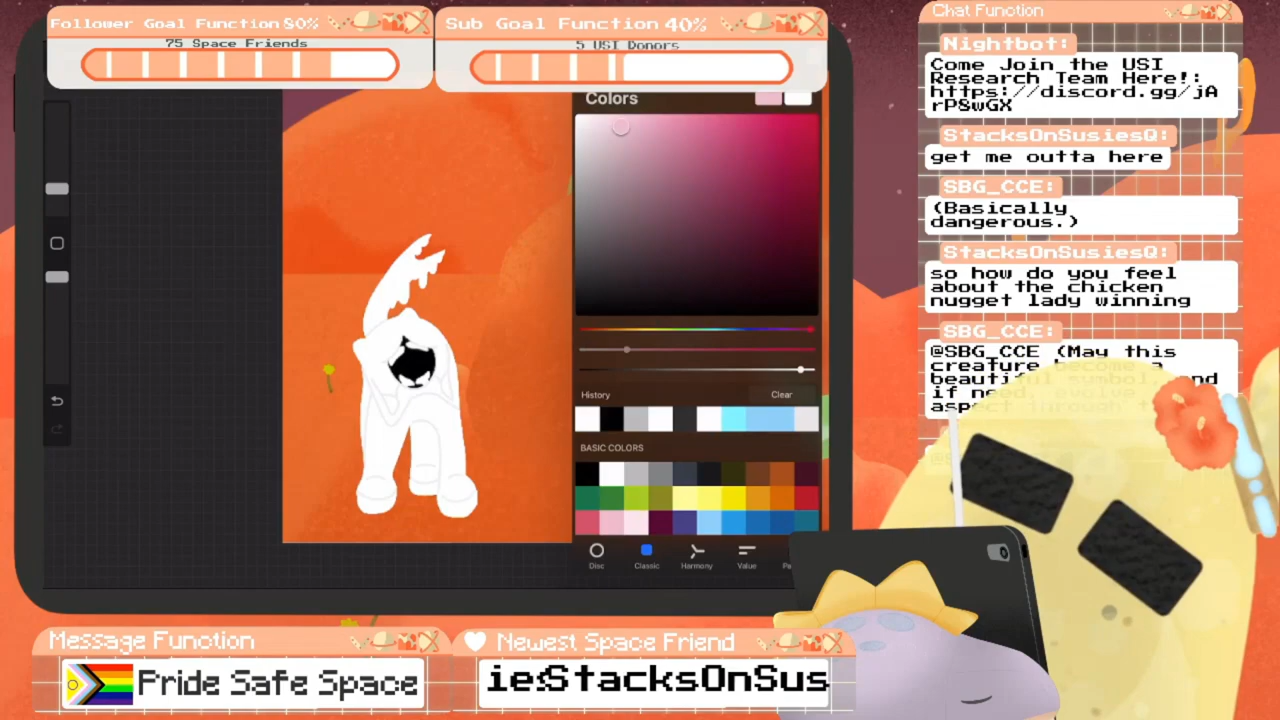 Follower Goal Function 80%
75 Space Friends
Sub Goal Function 40%
5 USI Donors
Colors
History
Clear
BASIC COLORS
Disc
Classic
Harmony
Value
Chat Function
Nightbot:
Come Join the USI
Research Team Here!:
https://discord.gg/jA
rP8wGX
StacksOnSusiesQ:
get me outta here
SBG_CCE:
(Basically
dangerous.)
StacksOnSusiesQ:
so how do you feel
about the chicken
nugget lady winning
SBG_CCE:
@SBG_CCE (May this
creature become a
Message Function
Pride Safe Space
Newest Space Friend
StacksOnSus